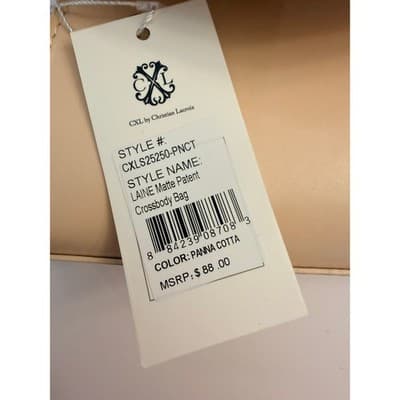 CXL
CXL by Christian Lacroix
STYLE #:
CXLS25250-PNCT
STYLE NAME:
LAINE Matte Patent
Crossbody Bag
8 84239 08708 3
COLOR: PANNA COTTA
MSRP: $ 88 .00